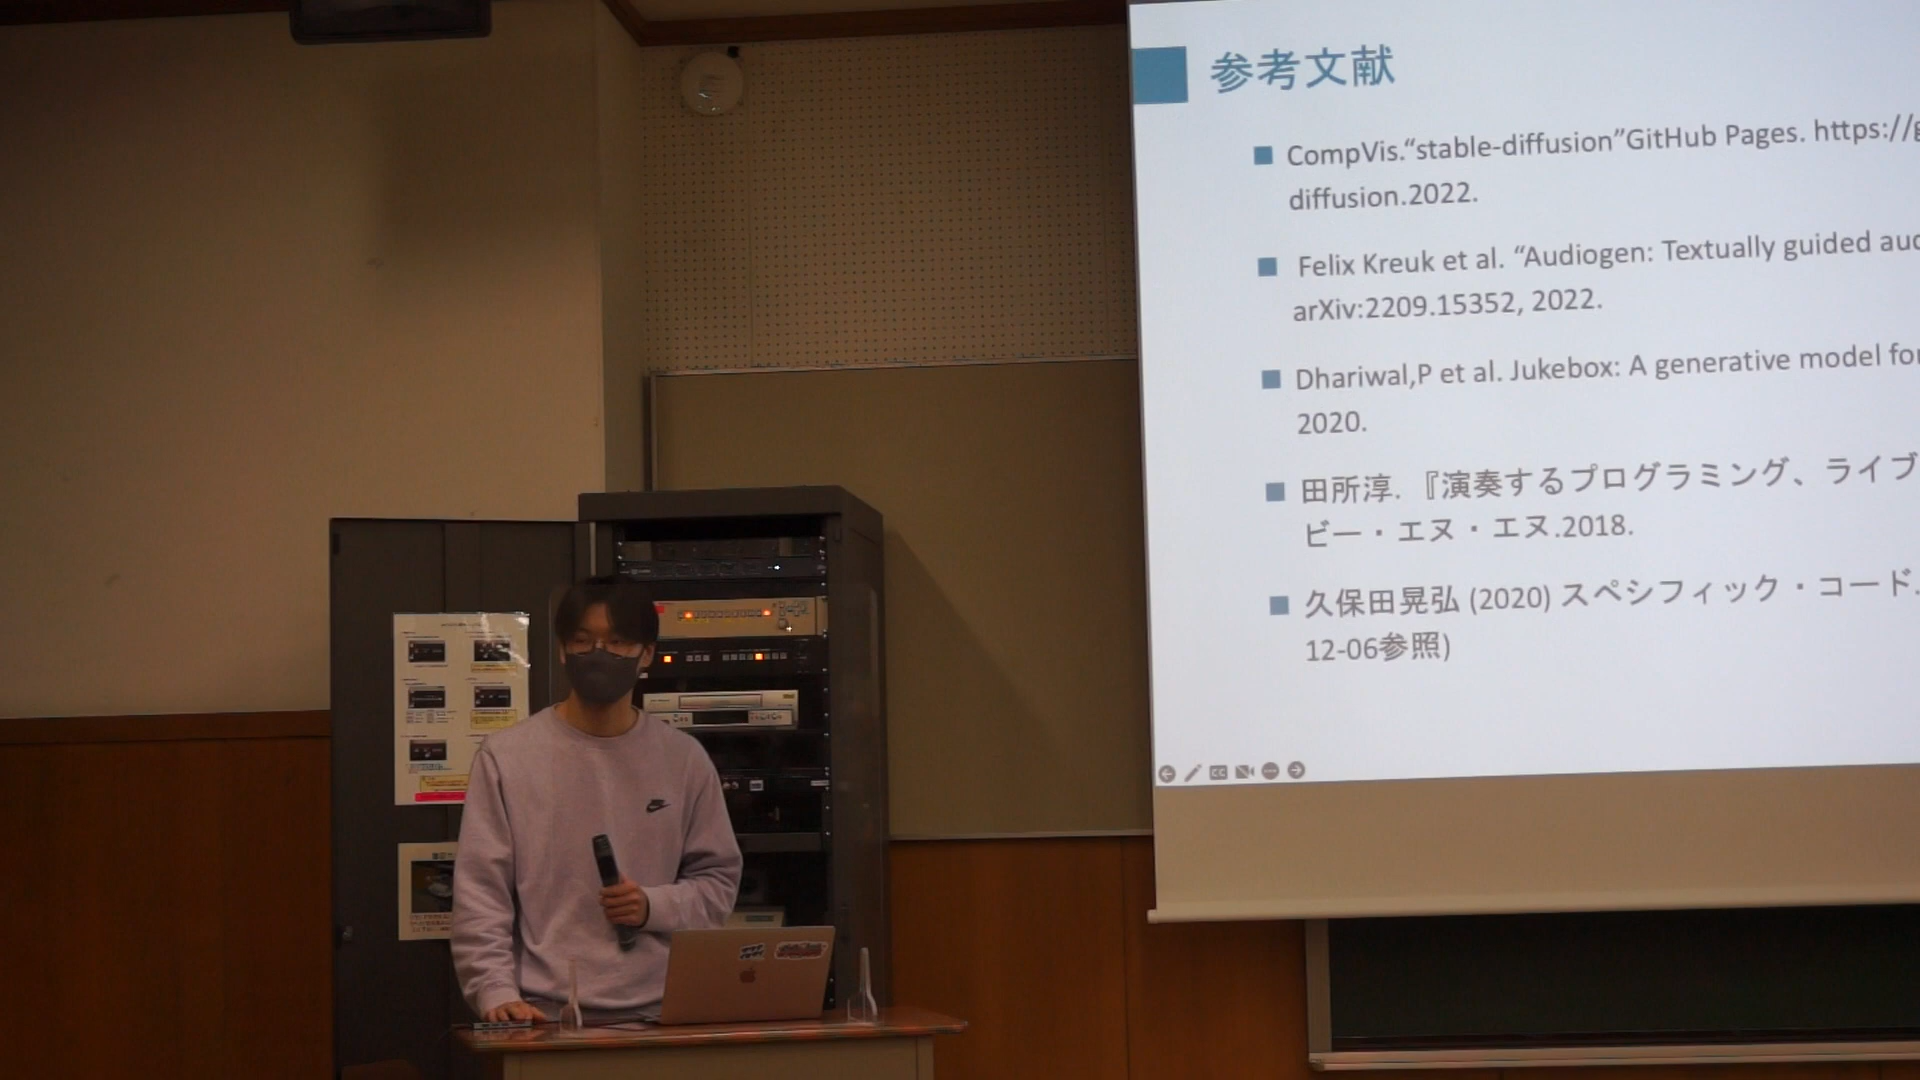 参考文献
CompVis.“stable-diffusion”GitHub Pages. https://g
diffusion.2022.
Felix Kreuk et al. “Audiogen: Textually guided aud
arXiv:2209.15352, 2022.
Dhariwal,P et al. Jukebox: A generative model for
2020.
田所淳. 『演奏するプログラミング、ライブ
ビー・エヌ・エヌ.2018.
久保田晃弘 (2020) スペシフィック・コード.
12-06参照)
CC